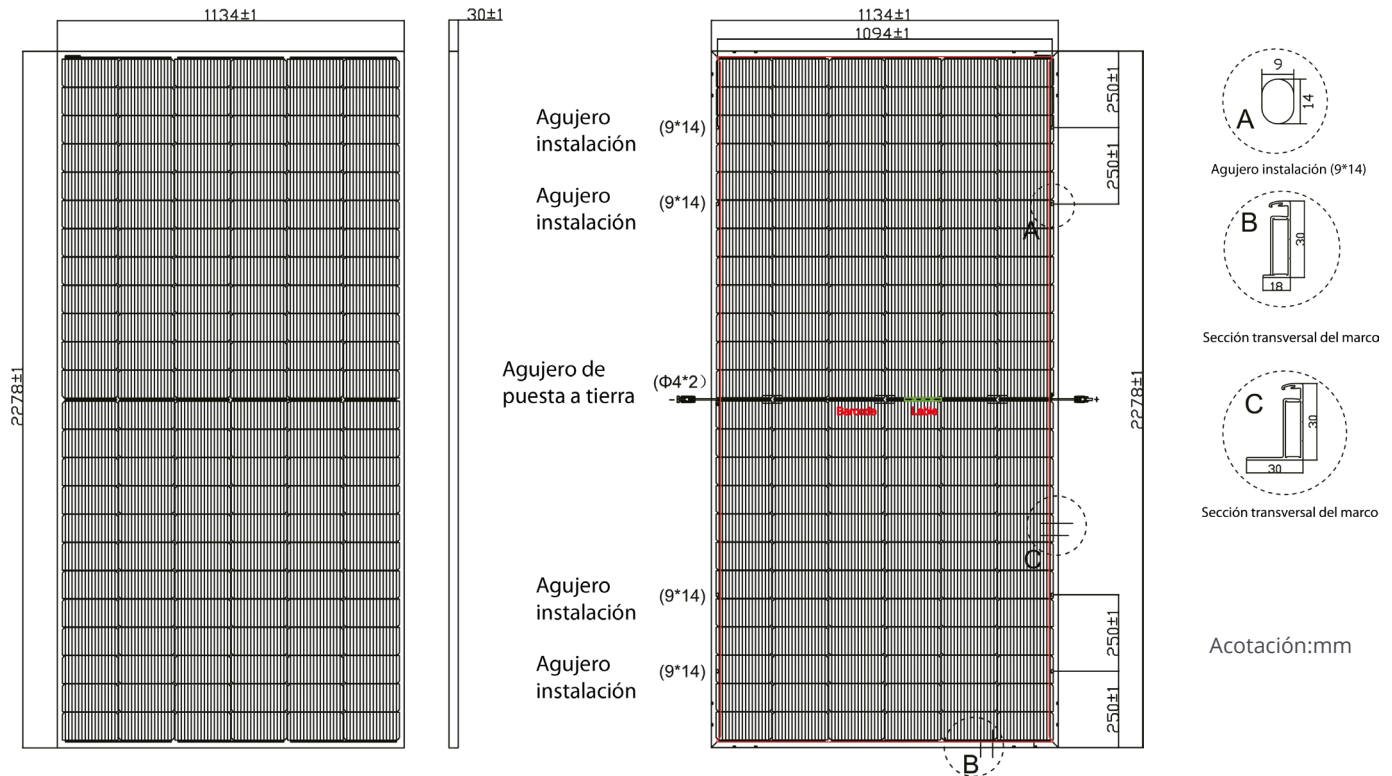 1134±1
30±1
1134±1
1094±1
2278±1
Agujero
instalación
(9*14)
Agujero
instalación
(9*14)
Agujero de
puesta a tierra
(Φ4*2)
-
+
Barcode
Lable
Agujero
instalación
(9*14)
Agujero
instalación
(9*14)
250±1
250±1
A
C
250±1
250±1
B
2278±1
9
14
A
Agujero instalación (9*14)
B
30
18
Sección transversal del marco
C
30
30
Sección transversal del marco
Acotación:mm